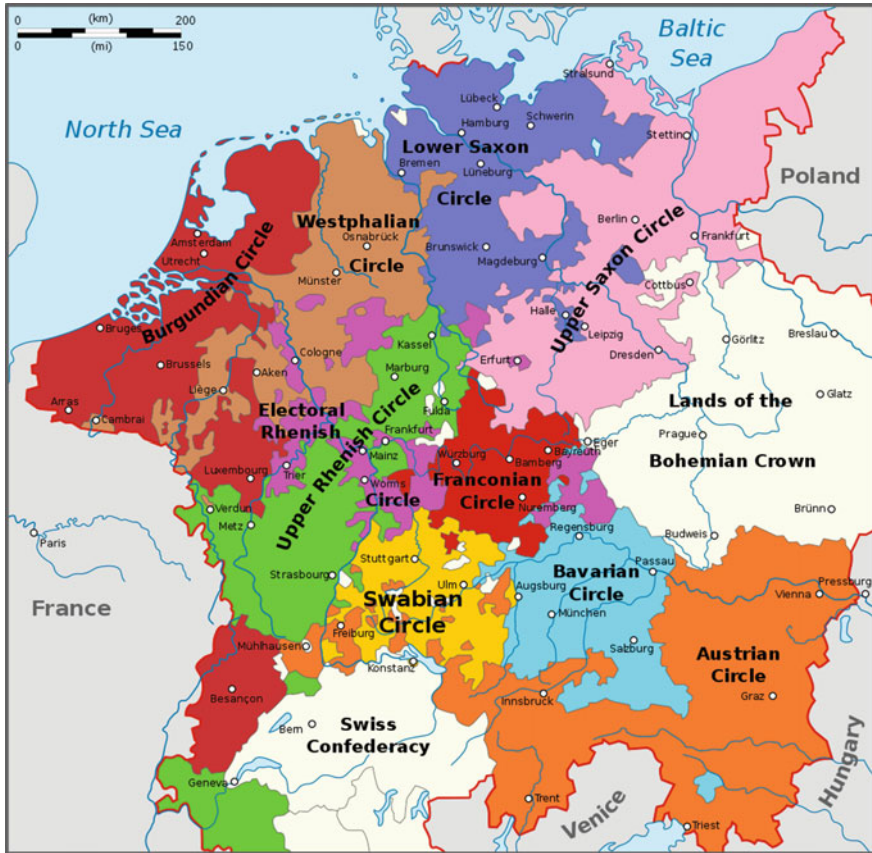 0 (km) 200
0 (mi) 150
Baltic
Sea
North Sea
Stralsund
Lübeck
Schwerin
Hamburg
Stettin
Lower Saxon
Circle
Bremen
Lüneburg
Poland
Westphalian
Circle
Osnabrück
Amsterdam
Utrecht
Burgundian Circle
Berlin
Frankfurt
Brunswick
Magdeburg
Upper Saxon Circle
Münster
Cottbus
Bruges
Halle
Leipzig
Kassel
Görlitz
Breslau
Cologne
Dresden
Brussels
Erfurt
Aken
Marburg
Liège
Glatz
Arras
Fulda
Lands of the
Bohemian Crown
Cambrai
Electoral
Rhenish
Circle
Upper Rhenish Circle
Frankfurt
Eger
Prague
Mainz
Würzburg
Bamberg
Bayreuth
Luxembourg
Trier
Worms
Franconian
Circle
Verdun
Nuremberg
Brünn
Metz
Regensburg
Budweis
Paris
Stuttgart
Strasbourg
Passau
Bavarian
Circle
Ulm
Augsburg
Vienna
Pressburg
France
Swabian
Circle
München
Freiburg
Mühlhausen
Salzburg
Konstanz
Austrian
Circle
Besançon
Innsbruck
Graz
Bern
Swiss
Confederacy
Geneva
Hungary
Trent
Venice
Triest